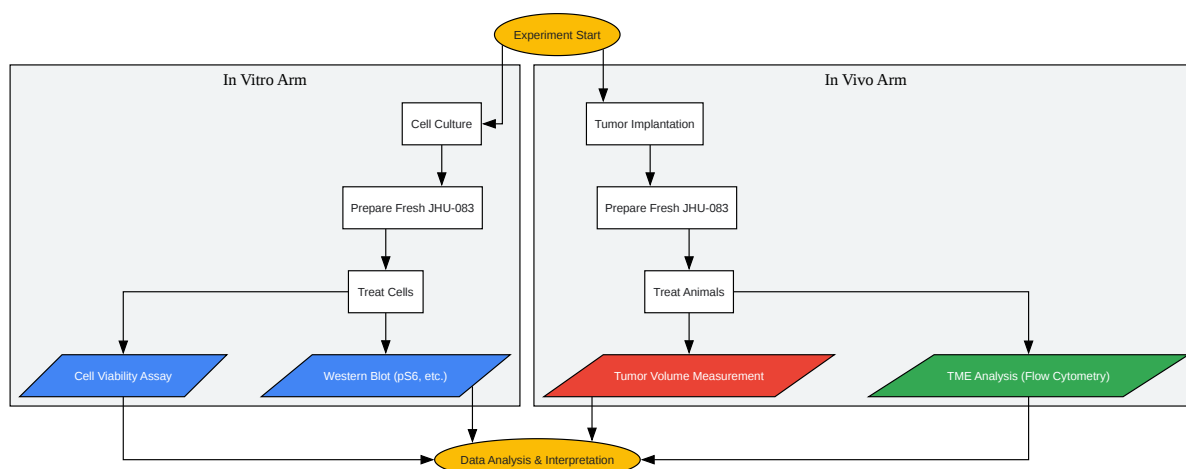 Experiment Start
In Vitro Arm
In Vivo Arm
Cell Culture
Tumor Implantation
Prepare Fresh JHU-083
Prepare Fresh JHU-083
Treat Cells
Treat Animals
Cell Viability Assay
Western Blot (pS6, etc.)
Tumor Volume Measurement
TME Analysis (Flow Cytometry)
Data Analysis & Interpretation